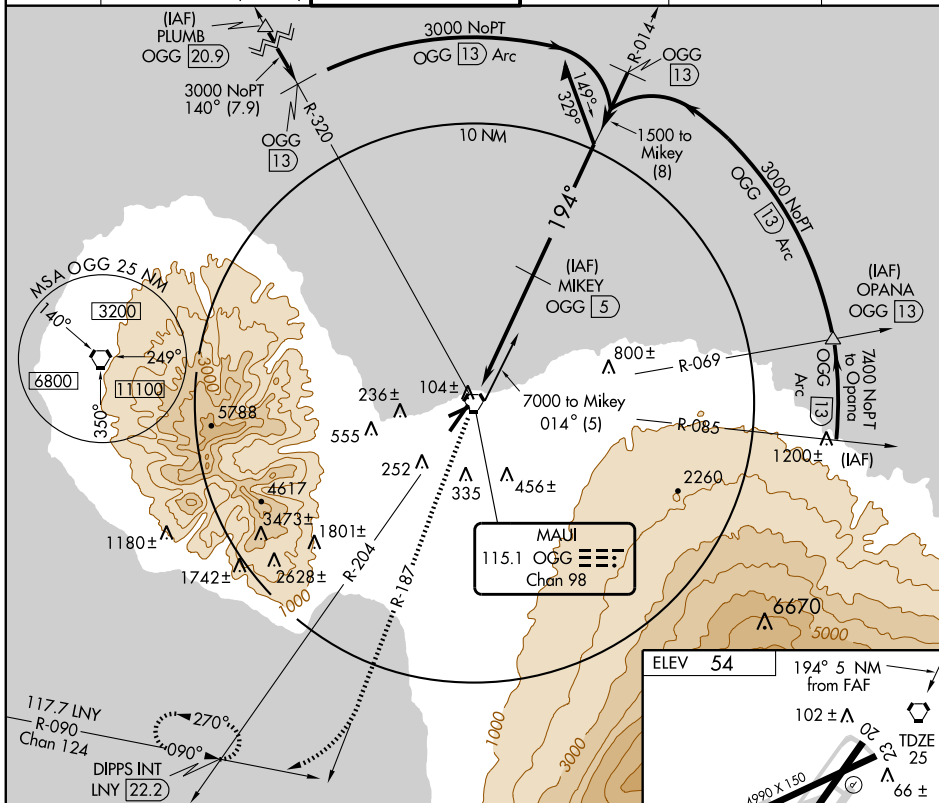 (IAF)
PLUMB
OGG 20.9
3000 NoPT
140° (7.9)
OGG
13
R-320
3000 NoPT
OGG 13 Arc
R-014
OGG
13
149°
329°
1500 to
Mikey
(8)
10 NM
194°
3000 NoPT
OGG 13 Arc
(IAF)
MIKEY
OGG 5
(IAF)
OPANA
OGG 13
MSA OGG 25 NM
3200
140°
249°
6800
11100
350°
3000
5788
236±
104±
555
800±
R-069
7400 NoPT
to Opana
OGG 13
Arc
7000 to Mikey
014° (5)
R-085
1200±
(IAF)
252
335
456±
2260
4617
3473±
1801±
1180±
1742±
2628±
1000
R-204
R-187
MAUI
115.1 OGG
Chan 98
6670
5000
117.7 LNY
R-090
Chan 124
270°
090°
DIPPS INT
LNY 22.2
1000
3000
ELEV 54
194° 5 NM
from FAF
102 ±
20
23
TDZE
25
4990 X 150
66 ±